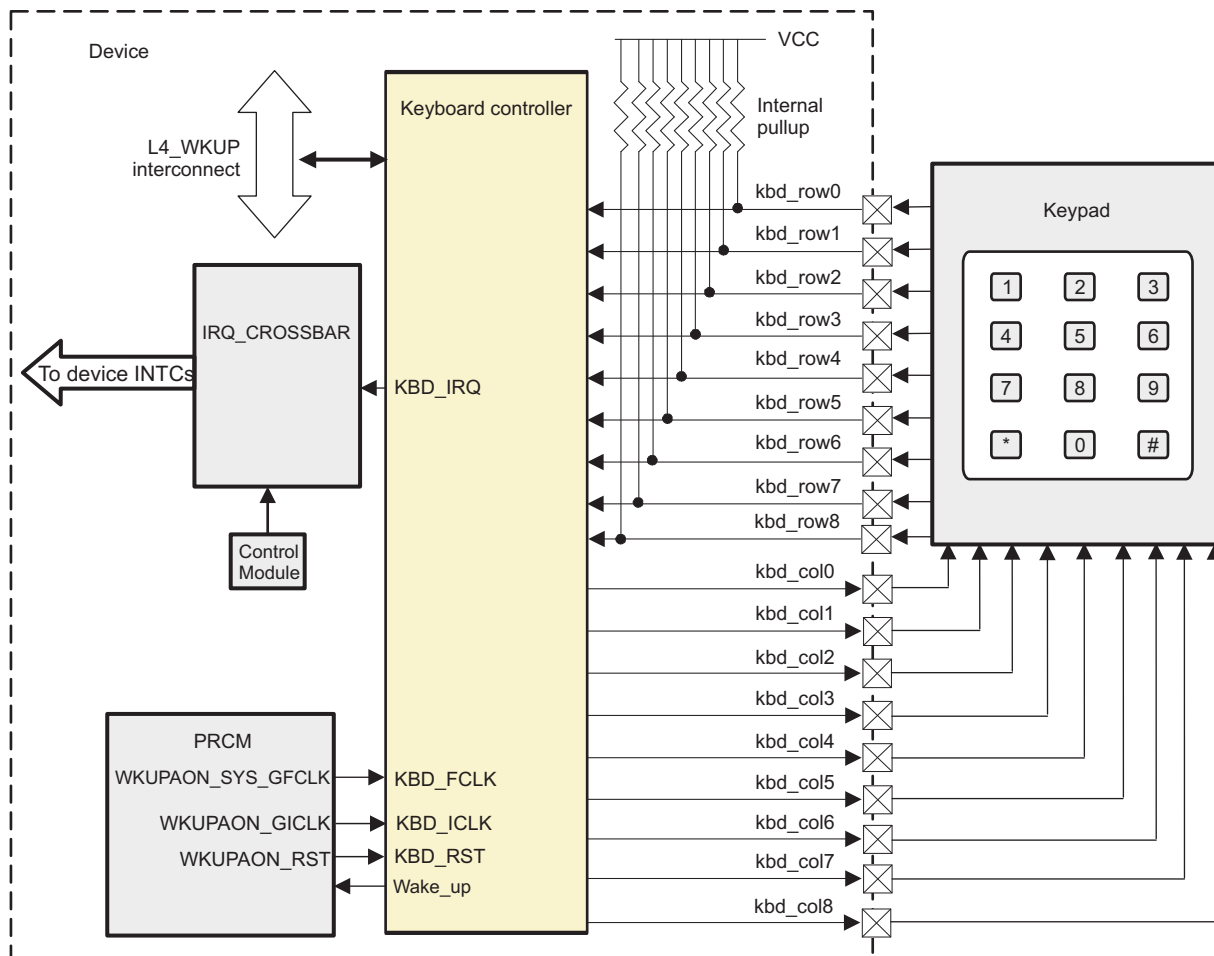 Device
VCC
Keyboard controller
Internal
pullup
L4_WKUP
interconnect
kbd_row0
kbd_row1
kbd_row2
kbd_row3
kbd_row4
kbd_row5
kbd_row6
kbd_row7
kbd_row8
Keypad
1 2 3
4 5 6
7 8 9
* 0 #
IRQ_CROSSBAR
To device INTCs
KBD_IRQ
Control
Module
kbd_col0
kbd_col1
kbd_col2
kbd_col3
kbd_col4
kbd_col5
kbd_col6
kbd_col7
kbd_col8
PRCM
WKUPAON_SYS_GFCLK
KBD_FCLK
WKUPAON_GICLK
KBD_ICLK
WKUPAON_RST
KBD_RST
Wake_up